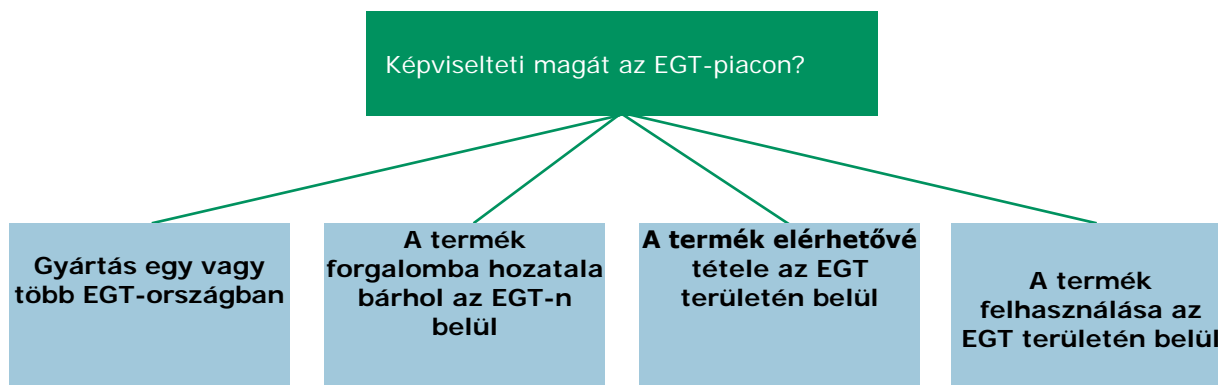 Képviselteti magát az EGT-piacon?
Gyártás egy vagy
több EGT-országban
A termék
forgalomba hozatala
bárhol az EGT-n
belül
A termék elérhetővé
tétele az EGT
területén belül
A termék
felhasználása az
EGT területén belül